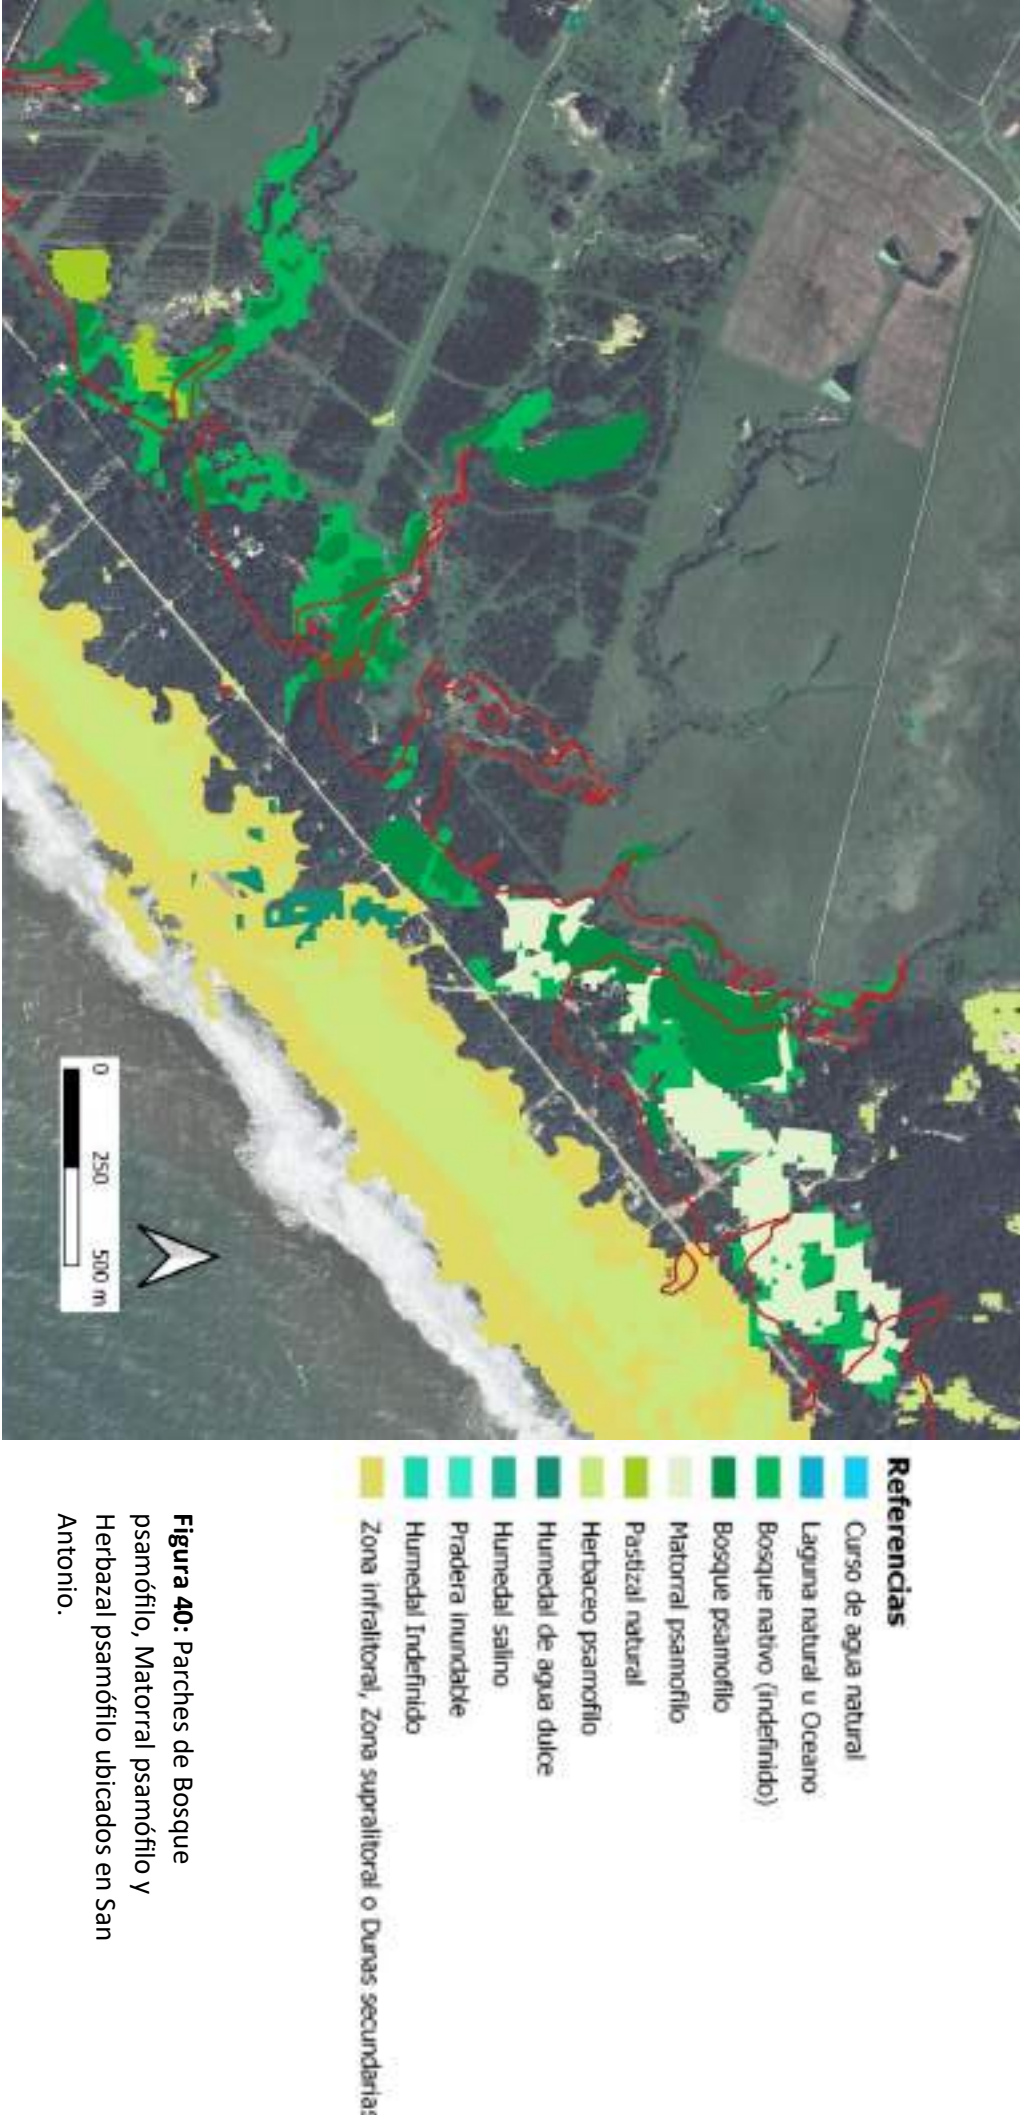 0 250 500 m
Referencias
Curso de agua natural
Laguna natural u Oceano
Bosque nativo (indefinido)
Bosque psamofilo
Matorral psamofilo
Pastizal natural
Herbaceo psamofilo
Humedal de agua dulce
Humedal salino
Pradera inundable
Humedal Indefinido
Zona infralitoral, Zona supralitoral o Dunas secundarias
Figura 40: Parches de Bosque
psamófilo, Matorral psamófilo y
Herbazal psamófilo ubicados en San
Antonio.